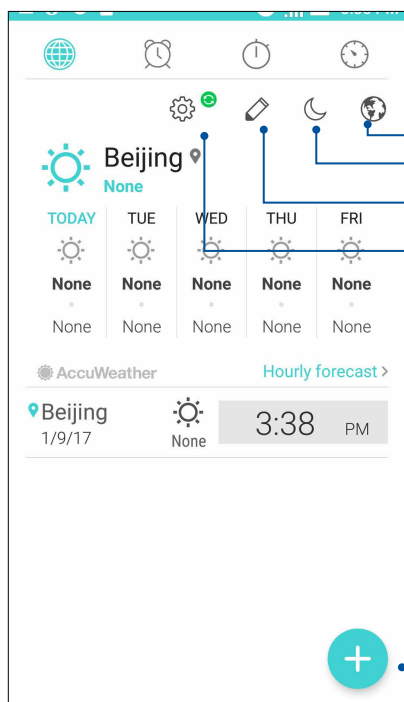 Beijing
None
TODAY TUE WED THU FRI
None None None None None
None None None None None
AccuWeather Hourly forecast >
Beijing
1/9/17 None 3:38 PM